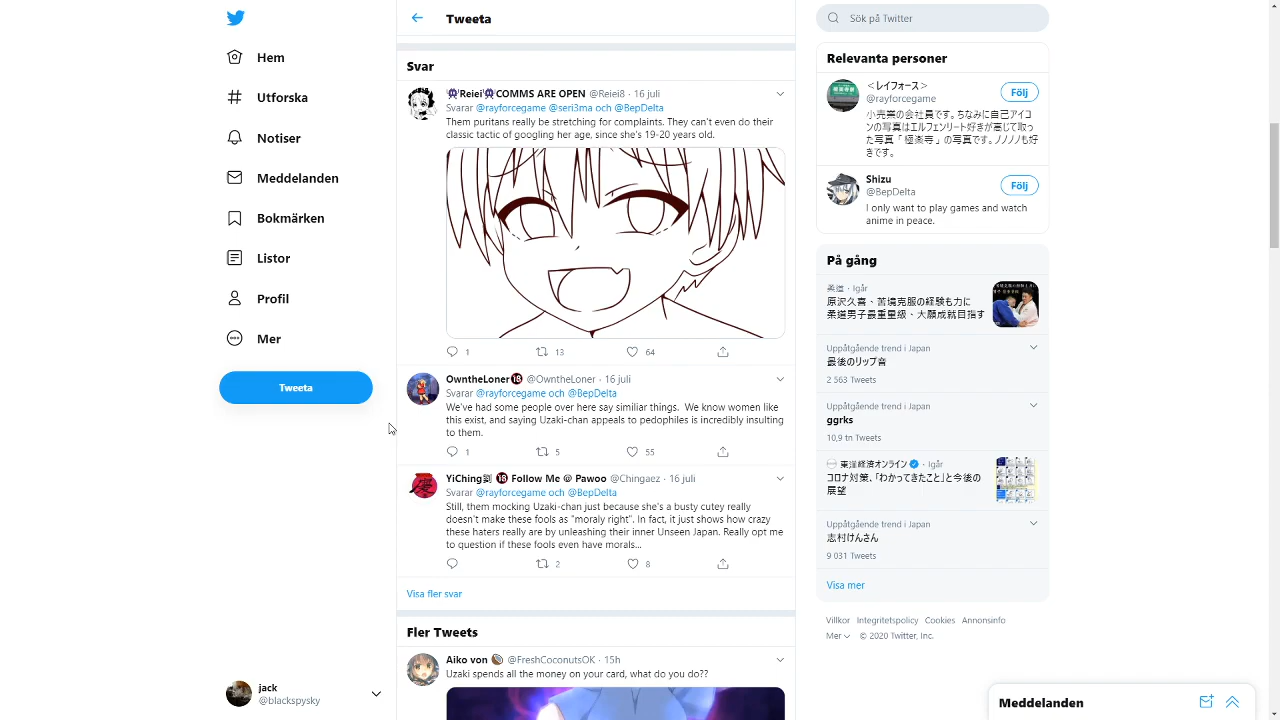 Hem
Utforska
Notiser
Meddelanden
Bokmärken
Listor
Profil
Mer
Tweeta
jack
@blackspysky
Tweeta
Svar
Reiei COMMS ARE OPEN @Reiei8 · 16 juli
Svarar @rayforcegame @seri3ma och @BepDelta
Them puritans really be stretching for complaints. They can't even do their
classic tactic of googling her age, since she's 19-20 years old.
1 13 64
OwntheLoner🔞 @OwntheLoner · 16 juli
Svarar @rayforcegame och @BepDelta
We've had some people over here say similiar things. We know women like
this exist, and saying Uzaki-chan appeals to pedophiles is incredibly insulting
to them.
1 5 55
YiChing劉 🔞 Follow Me @ Pawoo @Chingaez · 16 juli
Svarar @rayforcegame och @BepDelta
Still, them mocking Uzaki-chan just because she's a busty cutey really
doesn't make these fools as "moraly right". In fact, it just shows how crazy
these haters really are by unleashing their inner Unseen Japan. Really opt me
to question if these fools even have morals...
2 8
Visa fler svar
Fler Tweets
Aiko von 🥥 @FreshCoconutsOK · 15h
Uzaki spends all the money on your card, what do you do??
Sök på Twitter
Relevanta personer
<レイフォース>
@rayforcegame
Följ
小売業の会社員です。ちなみに自己アイコ
ンの写真はエルフェンリート好きが高じて取っ
た写真「極楽寺」の写真です。ノノノノも好
きです。
Shizu
@BepDelta
Följ
I only want to play games and watch
anime in peace.
På gång
柔道 · Igår
原沢久喜、苦境克服の経験も力に
柔道男子最重量級、大願成就目指す
Uppåtgående trend i Japan
最後のリップ音
2 563 Tweets
Uppåtgående trend i Japan
ggrks
10,9 tn Tweets
東洋経済オンライン · Igår
コロナ対策、「わかってきたこと」と今後の
展望
Uppåtgående trend i Japan
志村けんさん
9 031 Tweets
Visa mer
Villkor Integritetspolicy Cookies Annonsinfo
Mer © 2020 Twitter, Inc.
Meddelanden